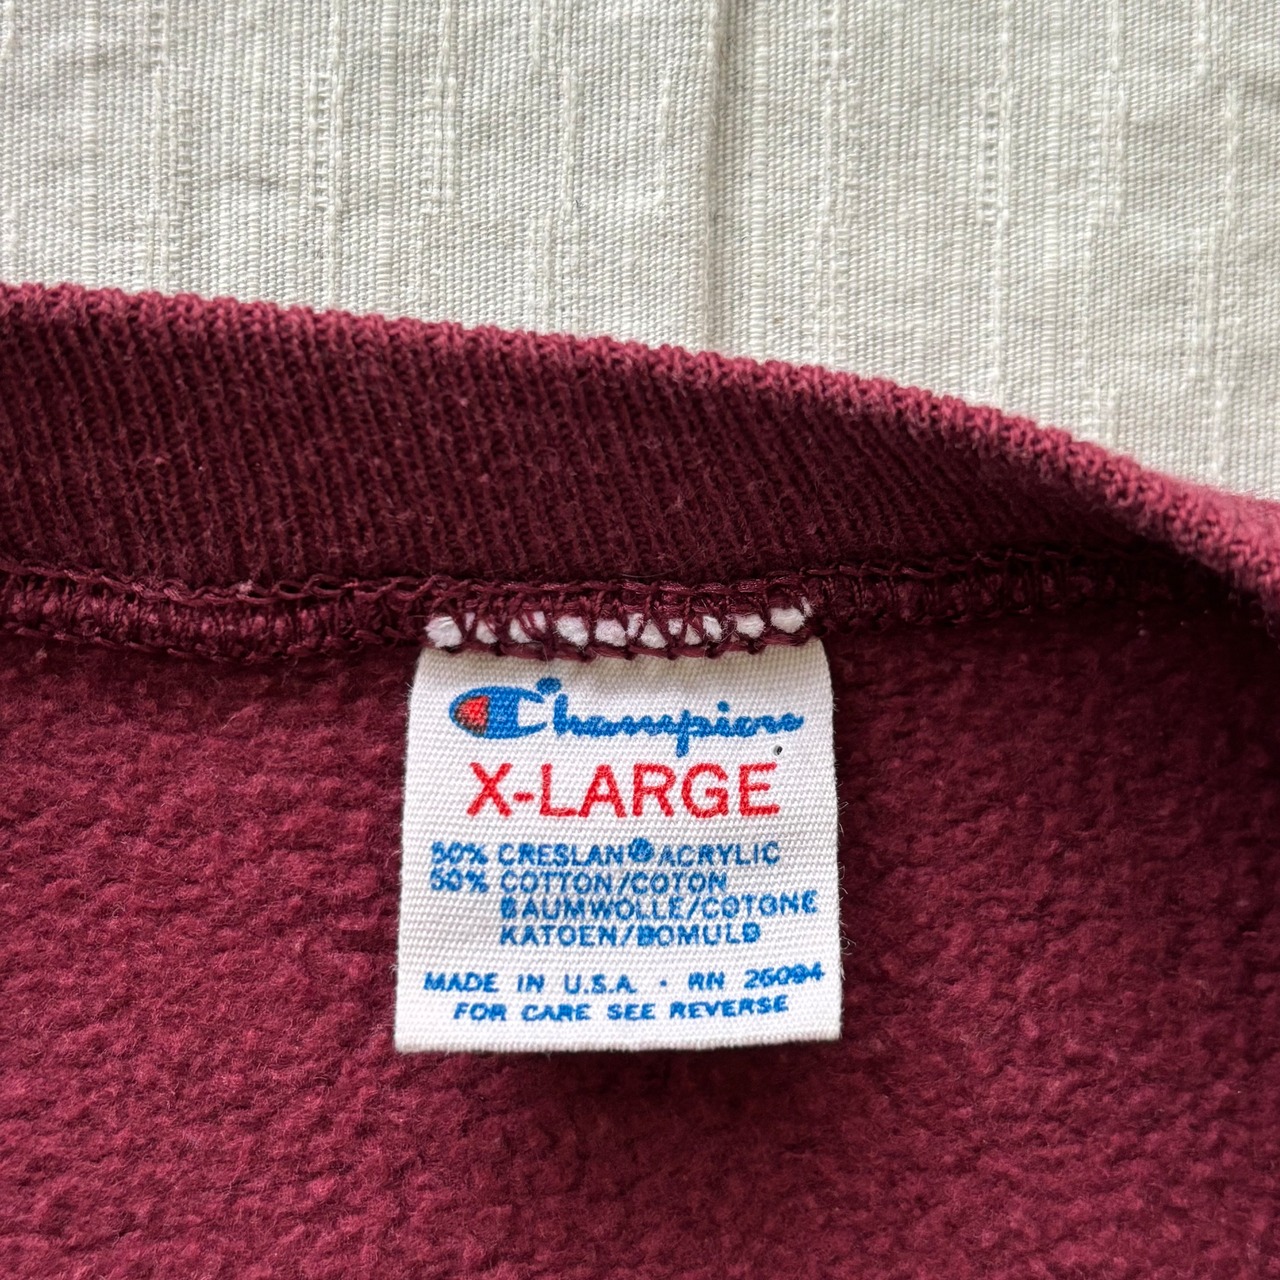 Champion
X-LARGE
50% CRESLAN® ACRYLIC
50% COTTON/COTON
BAUMWOLLE/COTONE
KATOEN/BOMULD
MADE IN U.S.A. · RN 26094
FOR CARE SEE REVERSE